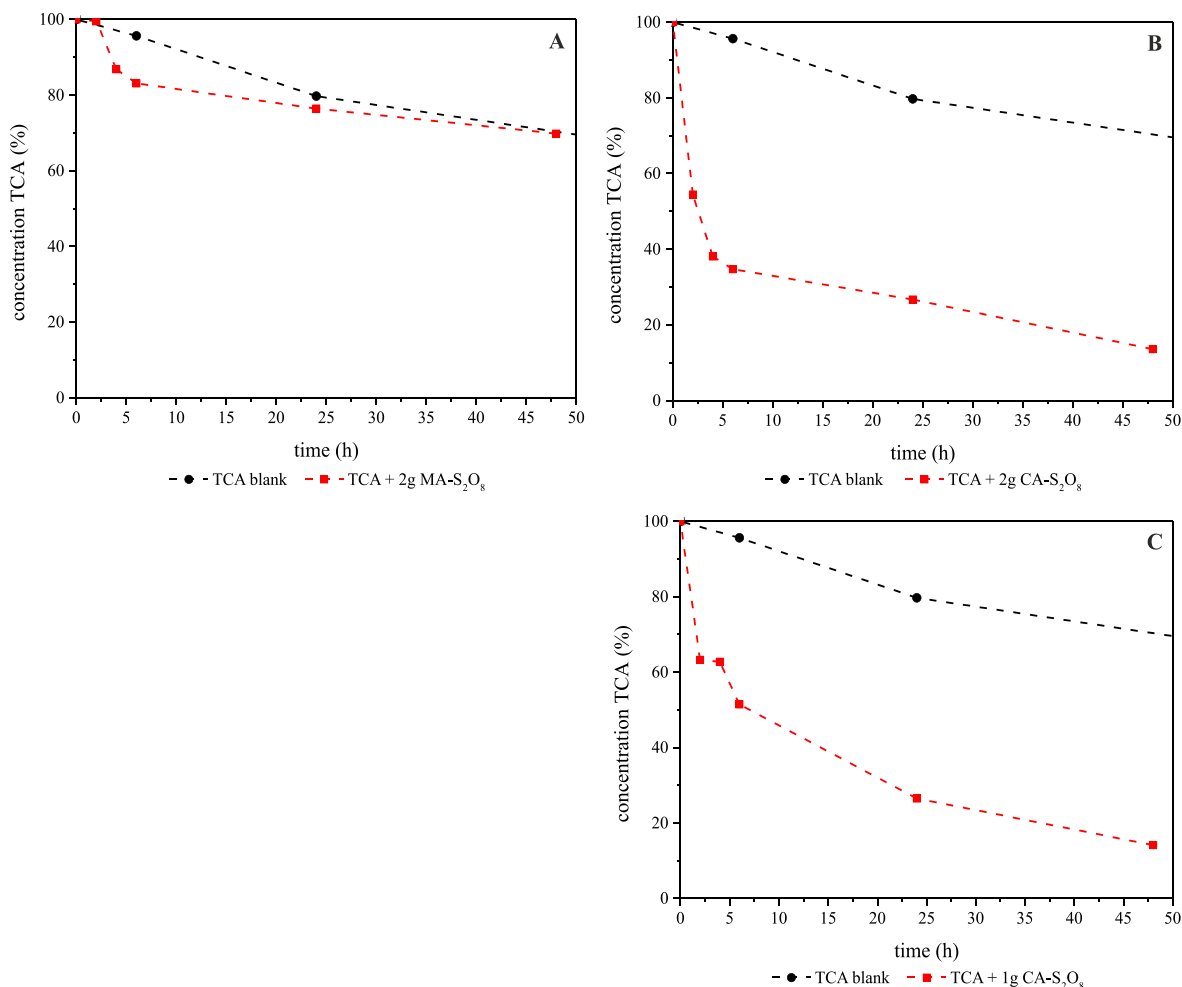 A
concentration TCA (%)
100
80
60
40
20
0
0 5 10 15 20 25 30 35 40 45 50
time (h)
TCA blank TCA + 2g MA-S₂O₈
B
concentration TCA (%)
100
80
60
40
20
0
0 5 10 15 20 25 30 35 40 45 50
time (h)
TCA blank TCA + 2g CA-S₂O₈
C
concentration TCA (%)
100
80
60
40
20
0
0 5 10 15 20 25 30 35 40 45 50
time (h)
TCA blank TCA + 1g CA-S₂O₈